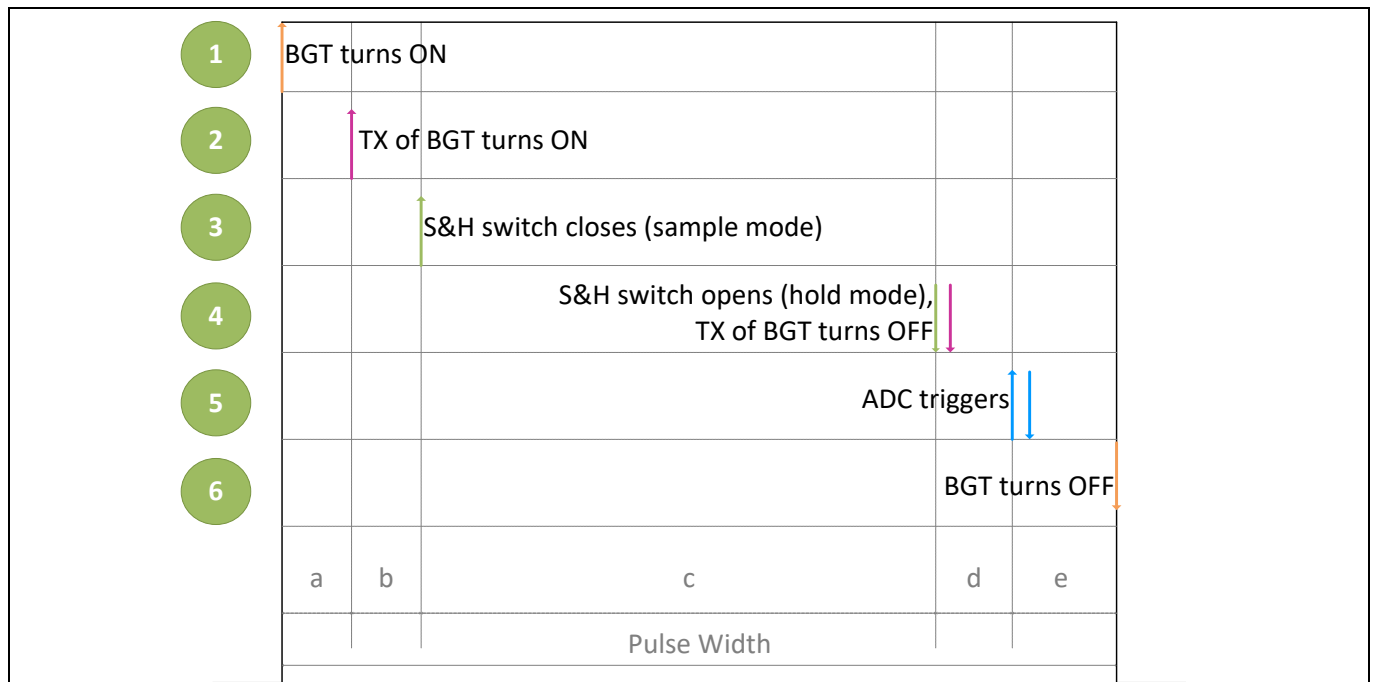 1
BGT turns ON
2
TX of BGT turns ON
3
S&H switch closes (sample mode)
4
S&H switch opens (hold mode),
TX of BGT turns OFF
5
ADC triggers
6
BGT turns OFF
a b c d e
Pulse Width